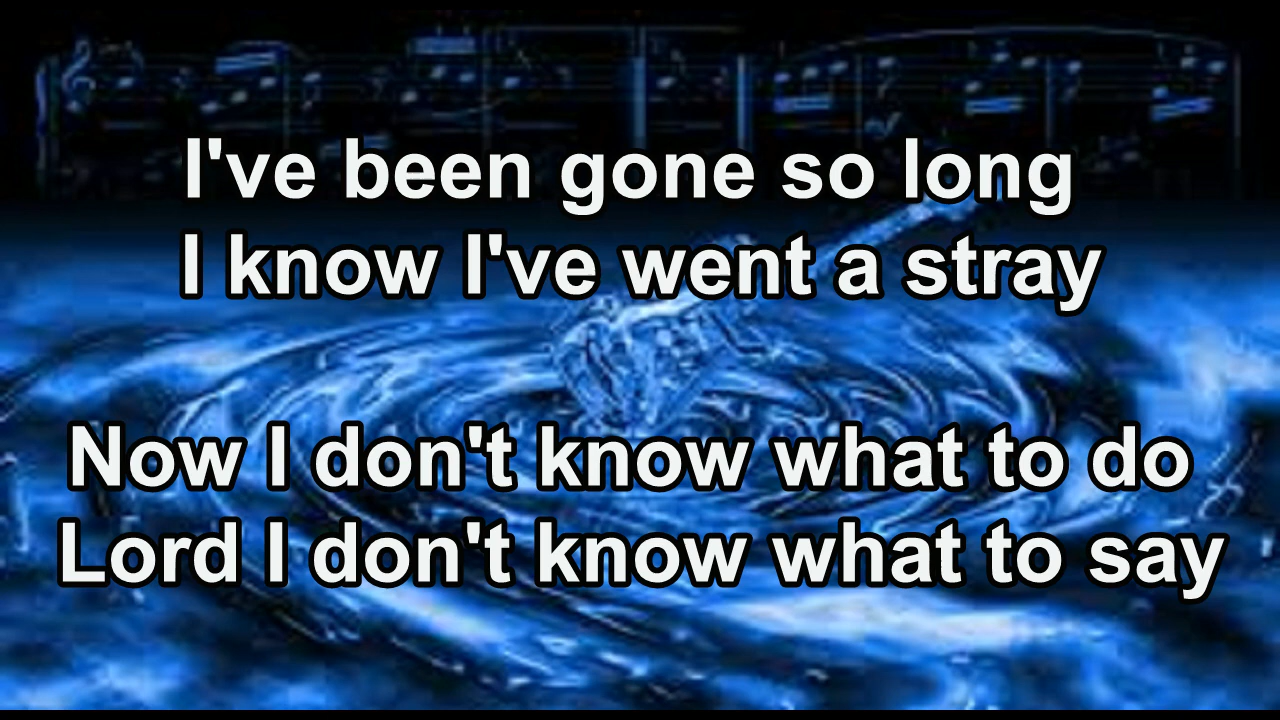 I've been gone so long
I know I've went a stray
Now I don't know what to do
Lord I don't know what to say